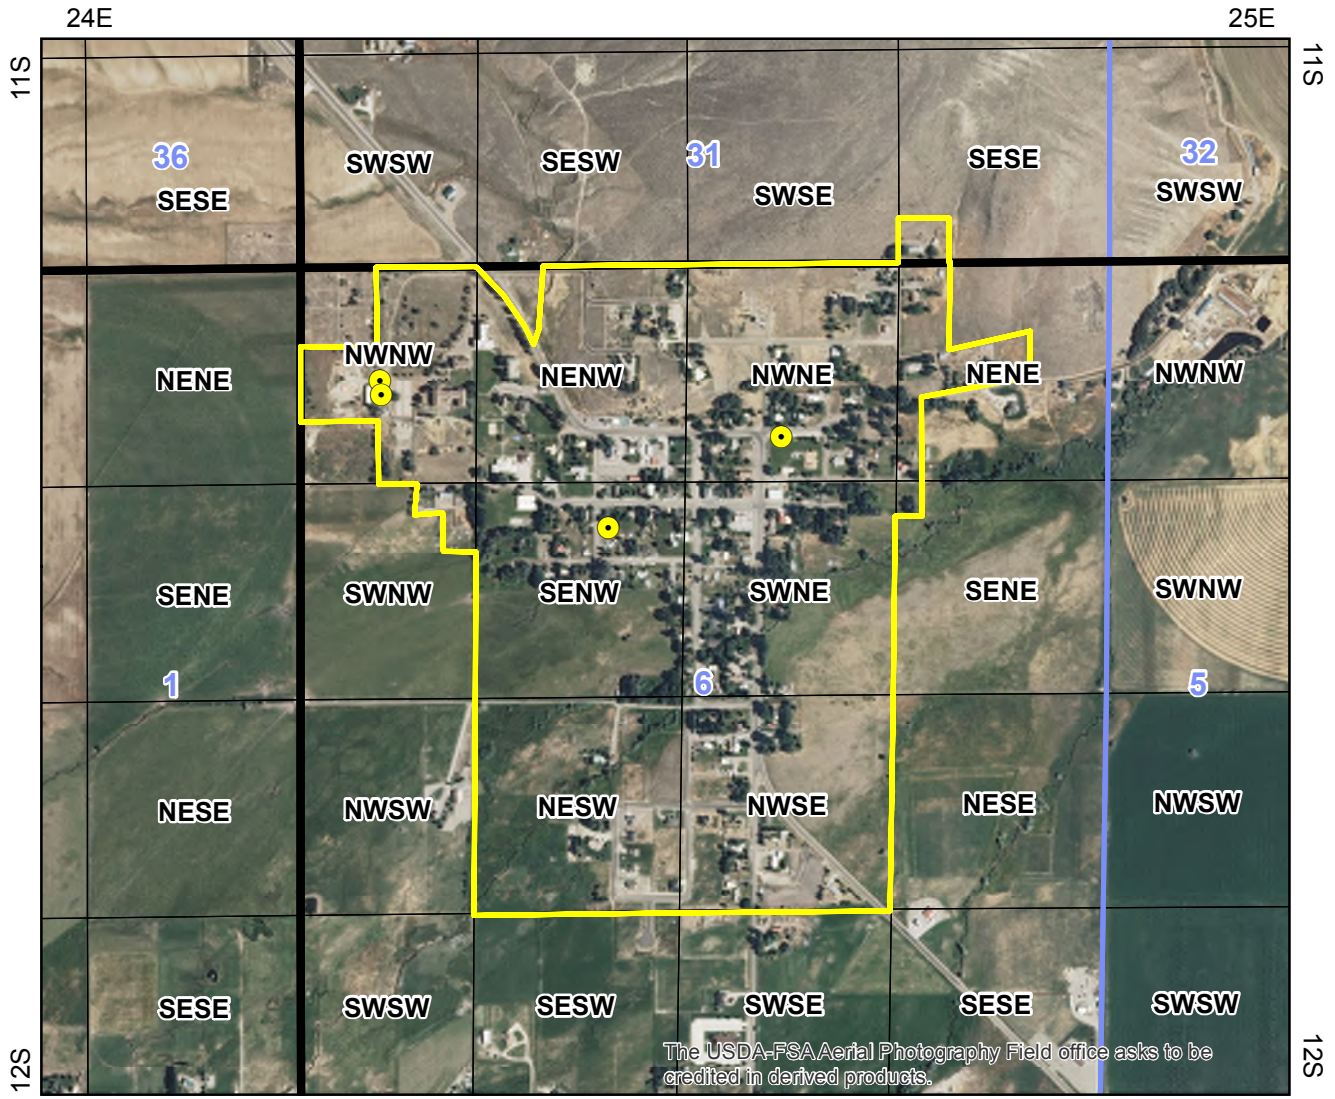 24E
25E
11S
11S
36
31
32
SWSW
SESW
SESE
SWSW
SESE
SWSE
NWNW
NENE
NENW
NWNE
NENE
NWNW
SENE
SWNW
SENW
SWNE
SENE
SWNW
1
6
5
NESE
NWSW
NESW
NWSE
NESE
NWSW
SESE
SWSW
SESW
SWSE
SESE
SWSW
The USDA-FSA Aerial Photography Field office asks to be
credited in derived products.
12S
12S